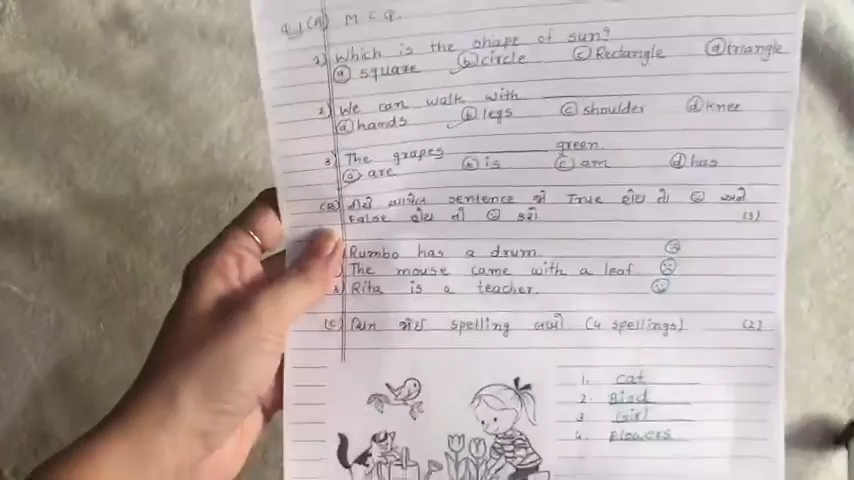 Q.1 (A) M C Q.
1) Which is the shape of sun?
(a) square (b) circle (c) Rectangle (d) triangle
2) We can walk with
(a) hands (b) legs (c) shoulder (d) knee
3) The grapes ______ green.
(a) are (b) is (c) am (d) has
(B) નીચે આપેલ sentence જો True હોય તો ☺ અને
False હોય તો ☹ કરો (3)
Rumbo has a drum
) The mouse came with a leaf.
3) Rita is a teacher.
(C) ચિત્ર જોઈ spelling લખો. (4 spellings) (2)
1. cat
2. Bird
3. Girl
4. Flowers